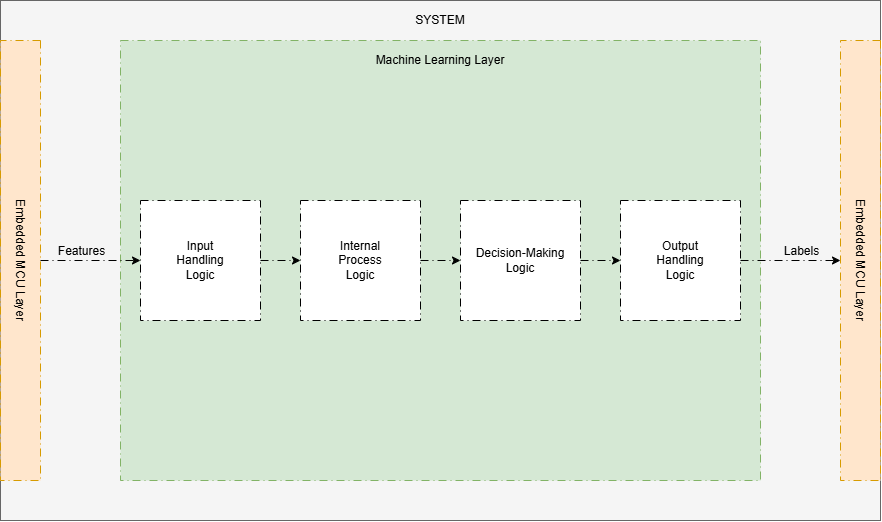 SYSTEM
Machine Learning Layer
Embedded MCU Layer
Features
Input
Handling
Logic
Internal
Process
Logic
Decision-Making
Logic
Output
Handling
Logic
Labels
Embedded MCU Layer